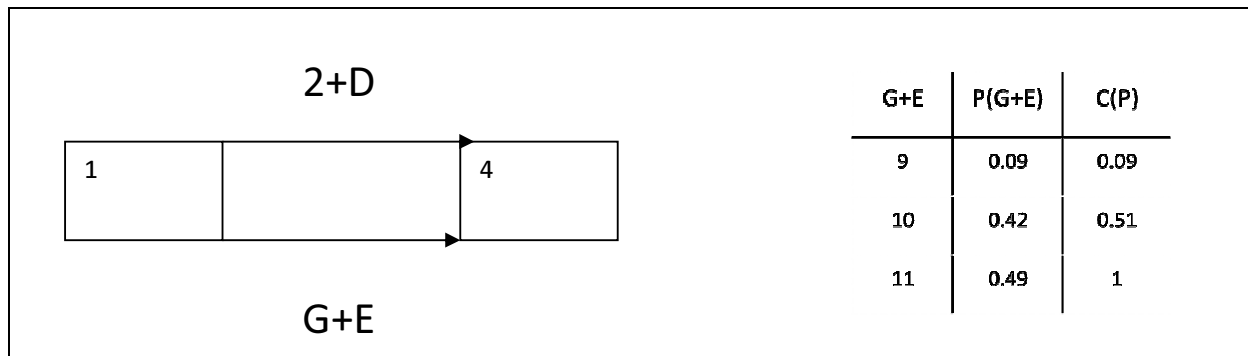 2+D
1 4
G+E
G+E P(G+E) C(P)
9 0.09 0.09
10 0.42 0.51
11 0.49 1